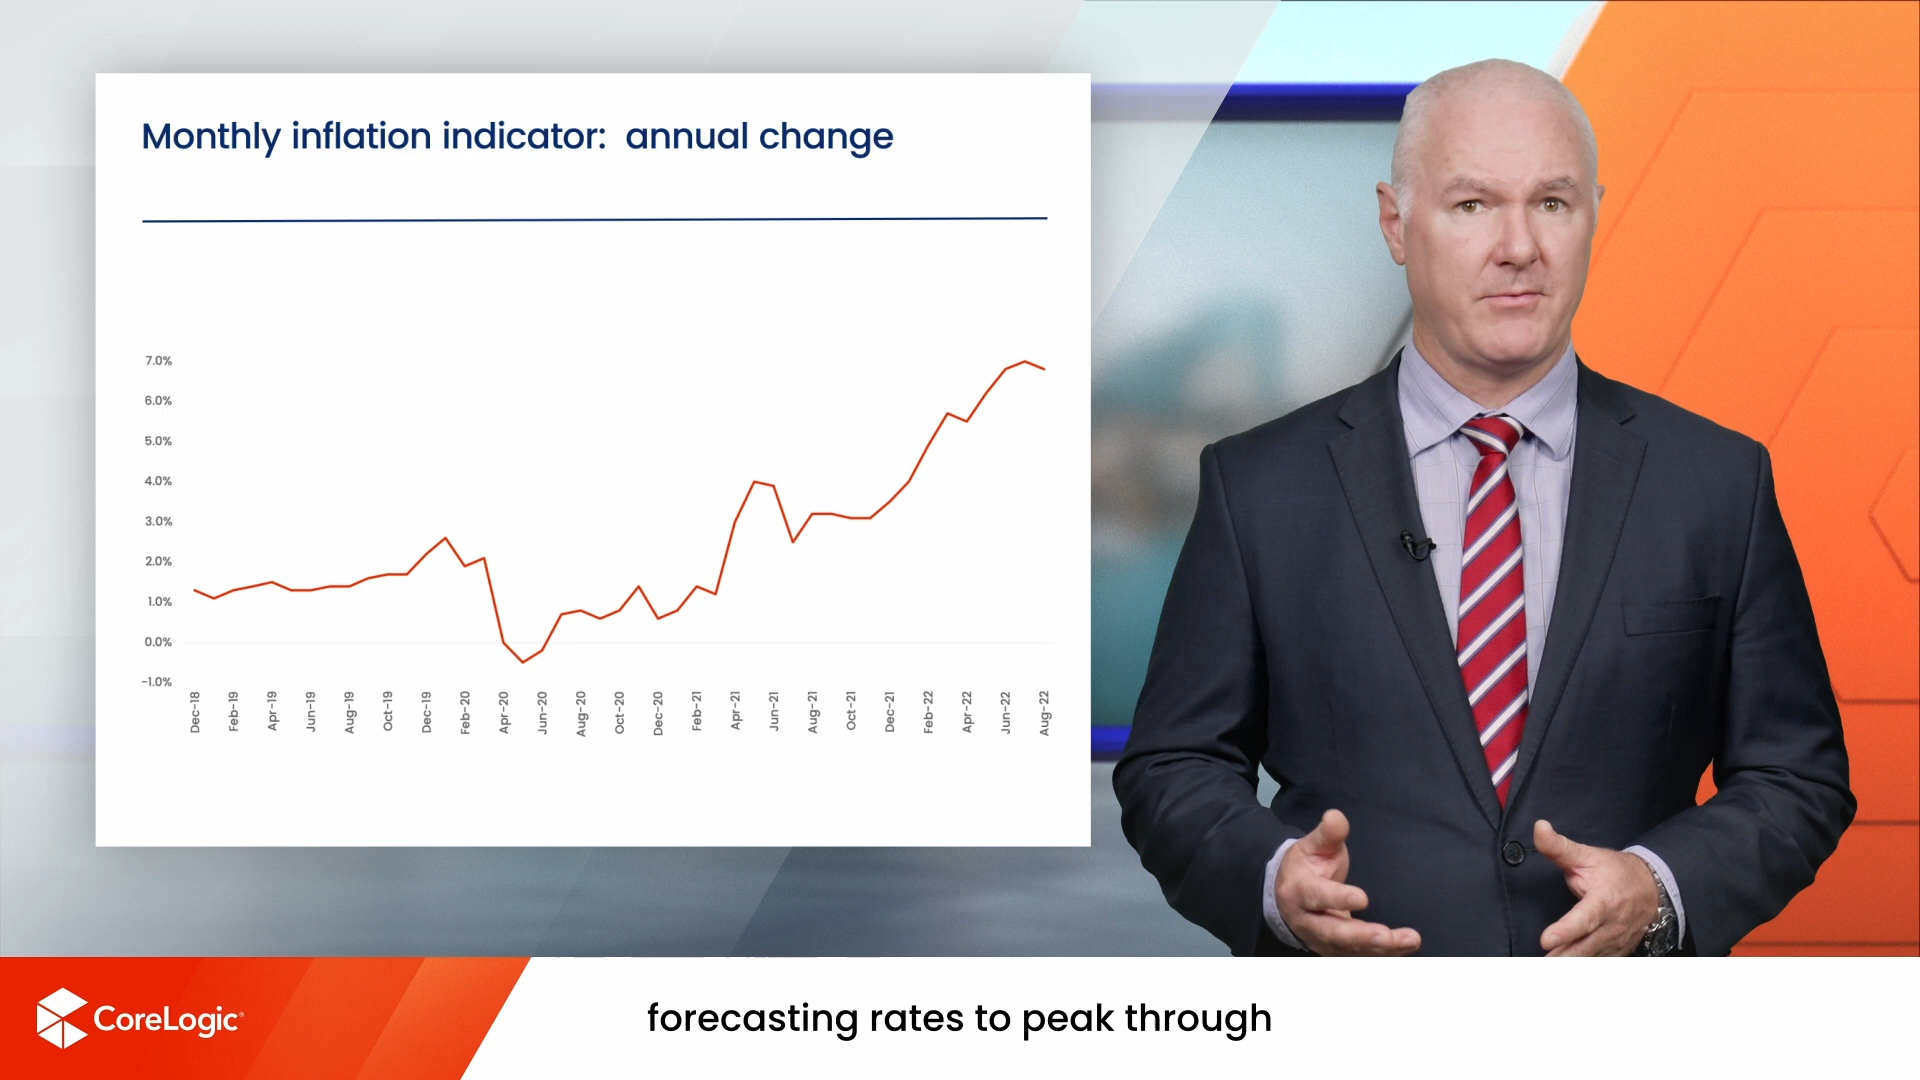 Monthly inflation indicator: annual change
7.0%
6.0%
5.0%
4.0%
3.0%
2.0%
1.0%
0.0%
-1.0%
Dec-18
Feb-19
Apr-19
Jun-19
Aug-19
Oct-19
Dec-19
Feb-20
Apr-20
Jun-20
Aug-20
Oct-20
Dec-20
Feb-21
Apr-21
Jun-21
Aug-21
Oct-21
Dec-21
Feb-22
Apr-22
Jun-22
Aug-22
CoreLogic
forecasting rates to peak through